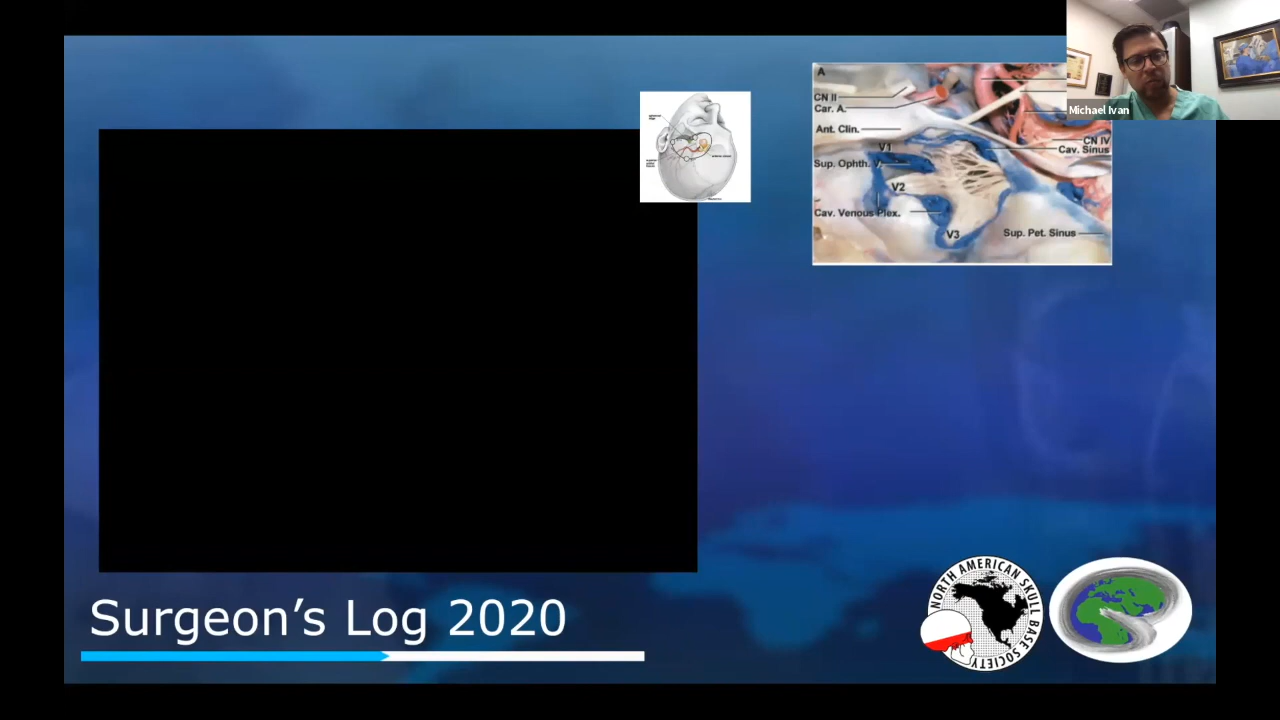 A
CN II
Car. A.
Ant. Clin.
V1
Sup. Ophth. V.
V2
Cav. Venous Plex.
V3
CN IV
Cav. Sinus
Sup. Pet. Sinus
Michael Ivan
Surgeon's Log 2020
NORTH AMERICAN SKULL BASE SOCIETY